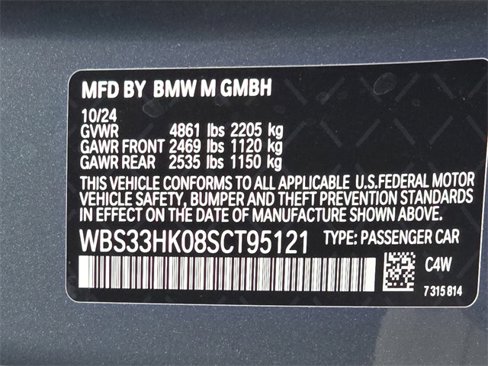 MFD BY BMW M GMBH
10/24
GVWR 4861 lbs 2205 kg
GAWR FRONT 2469 lbs 1120 kg
GAWR REAR 2535 lbs 1150 kg
THIS VEHICLE CONFORMS TO ALL APPLICABLE U.S.FEDERAL MOTOR
VEHICLE SAFETY, BUMPER AND THEFT PREVENTION STANDARDS
IN EFFECT ON THE DATE OF MANUFACTURE SHOWN ABOVE.
WBS33HK08SCT95121 TYPE: PASSENGER CAR
C4W
7 315 814